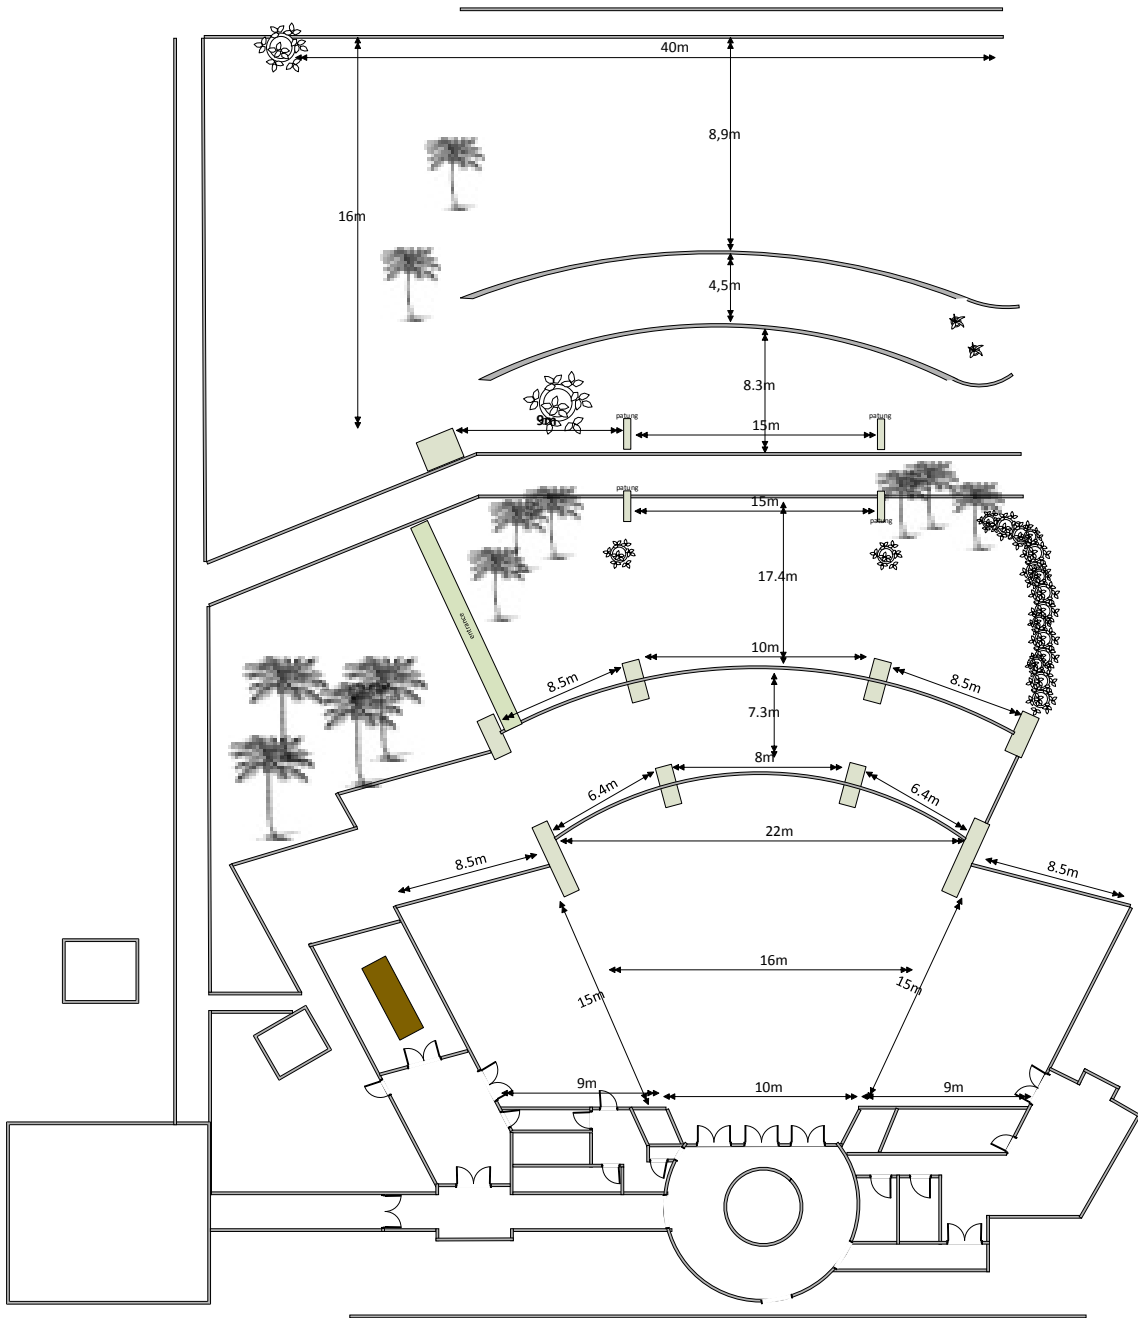 40m
8,9m
16m
4,5m
8.3m
patung
patung
9m
15m
patung
15m
patung
17.4m
entrance
10m
8.5m
8.5m
7.3m
8m
6.4m
6.4m
22m
8.5m
8.5m
16m
15m
15m
9m
10m
9m